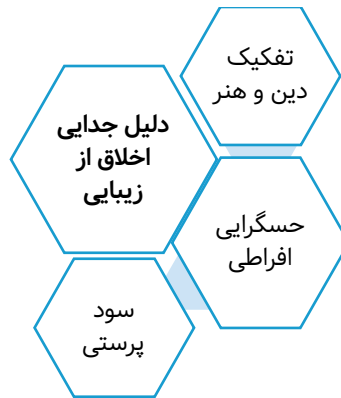 تفکیک
دین و هنر
دلیل جدایی
اخلاق از
زیبایی
حسگرایی
افراطی
سود
پرستی